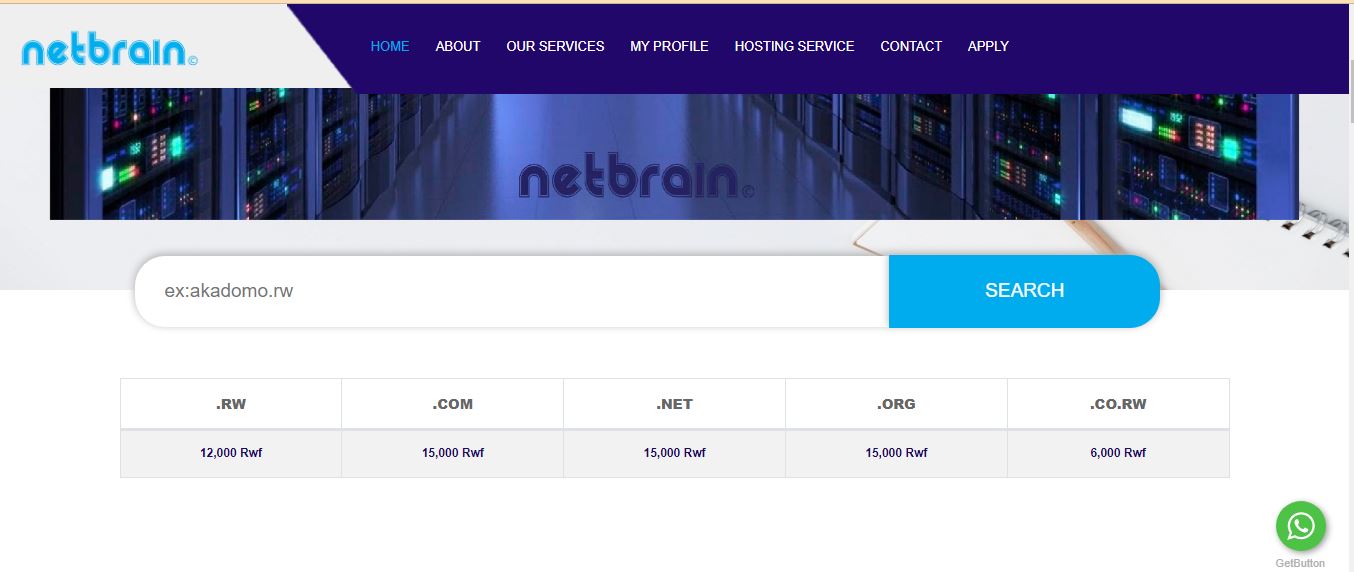 netbrain©
HOME ABOUT OUR SERVICES MY PROFILE HOSTING SERVICE CONTACT APPLY
netbrain©
ex:akadomo.rw SEARCH
.RW .COM .NET .ORG .CO.RW
12,000 Rwf 15,000 Rwf 15,000 Rwf 15,000 Rwf 6,000 Rwf
GetButton